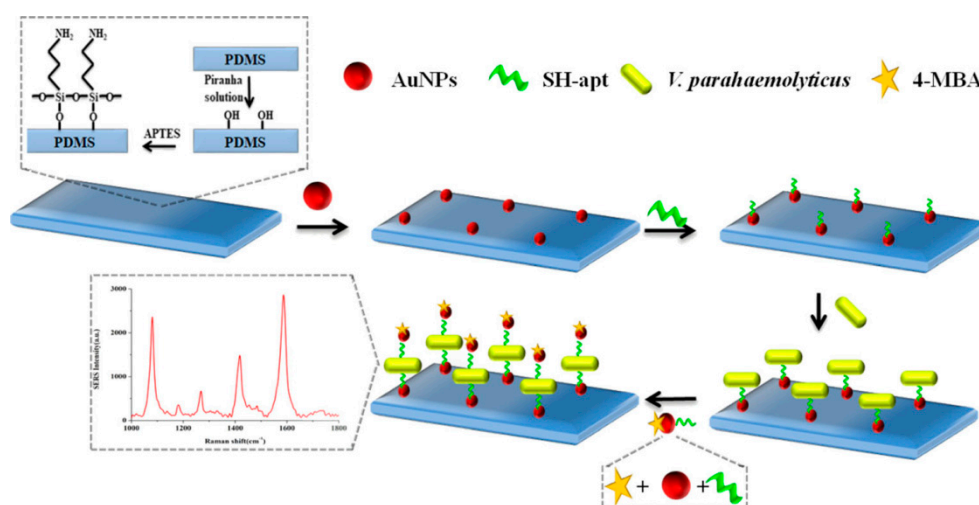 NH2 NH2
Si Si
O O O
O O
PDMS
APTES
PDMS
Piranha
solution
OH OH
PDMS
AuNPs
SH-apt
V. parahaemolyticus
4-MBA
3000
2000
1000
0
SERS Intensity(a.u.)
1000 1200 1400 1600 1800
Raman shift(cm-1)
+ +